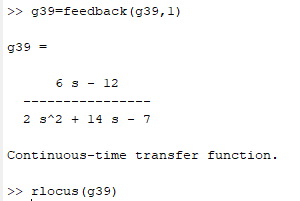 >> g39=feedback(g39,1)
g39 =
6 s - 12
----------------
2 s^2 + 14 s - 7
Continuous-time transfer function.
>> rlocus(g39)